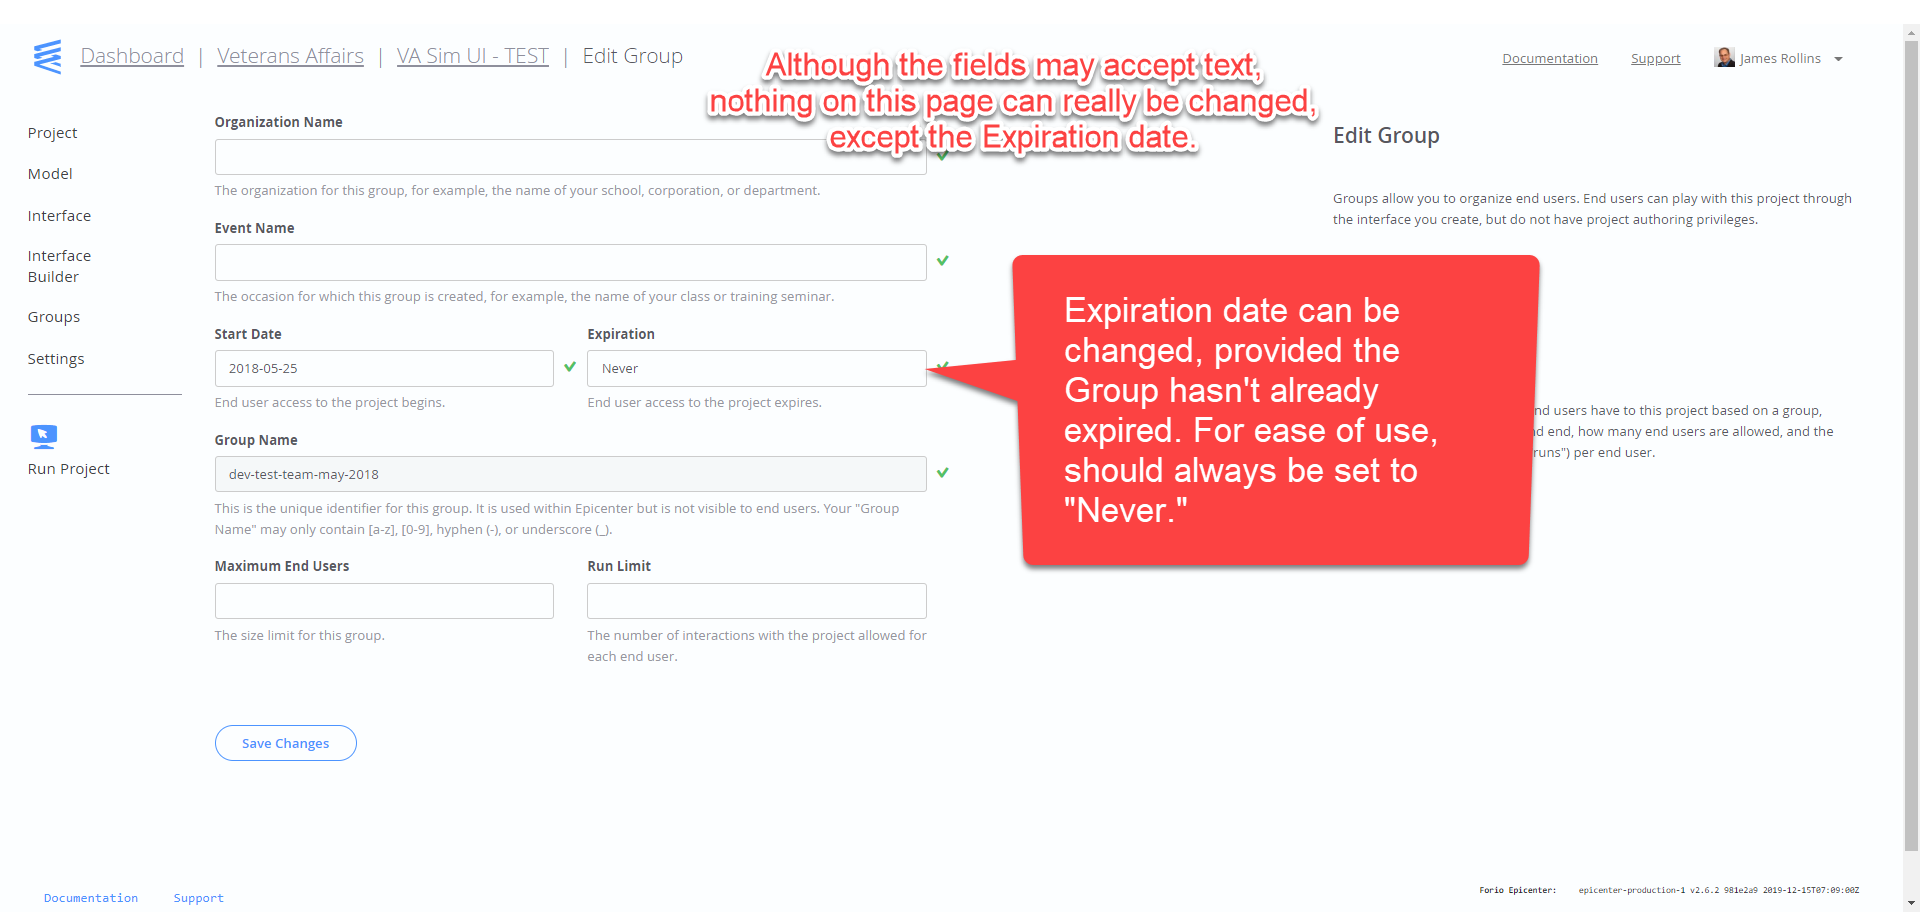 Dashboard | Veterans Affairs | VA Sim UI - TEST | Edit Group
Although the fields may accept text,
nothing on this page can really be changed,
except the Expiration date.
Documentation
Support
James Rollins
Project
Model
Interface
Interface
Builder
Groups
Settings
Run Project
Organization Name
The organization for this group, for example, the name of your school, corporation, or department.
Event Name
The occasion for which this group is created, for example, the name of your class or training seminar.
Start Date
2018-05-25
End user access to the project begins.
Expiration
Never
End user access to the project expires.
Group Name
dev-test-team-may-2018
This is the unique identifier for this group. It is used within Epicenter but is not visible to end users. Your "Group
Name" may only contain [a-z], [0-9], hyphen (-), or underscore (_).
Maximum End Users
The size limit for this group.
Run Limit
The number of interactions with the project allowed for
each end user.
Save Changes
Edit Group
Groups allow you to organize end users. End users can play with this project through
the interface you create, but do not have project authoring privileges.
Expiration date can be
changed, provided the
Group hasn't already
expired. For ease of use,
should always be set to
"Never."
nd users have to this project based on a group,
d end, how many end users are allowed, and the
runs") per end user.
Documentation
Support
Forio Epicenter: epicenter-production-1 v2.6.2 981e2a9 2019-12-15T07:09:00Z